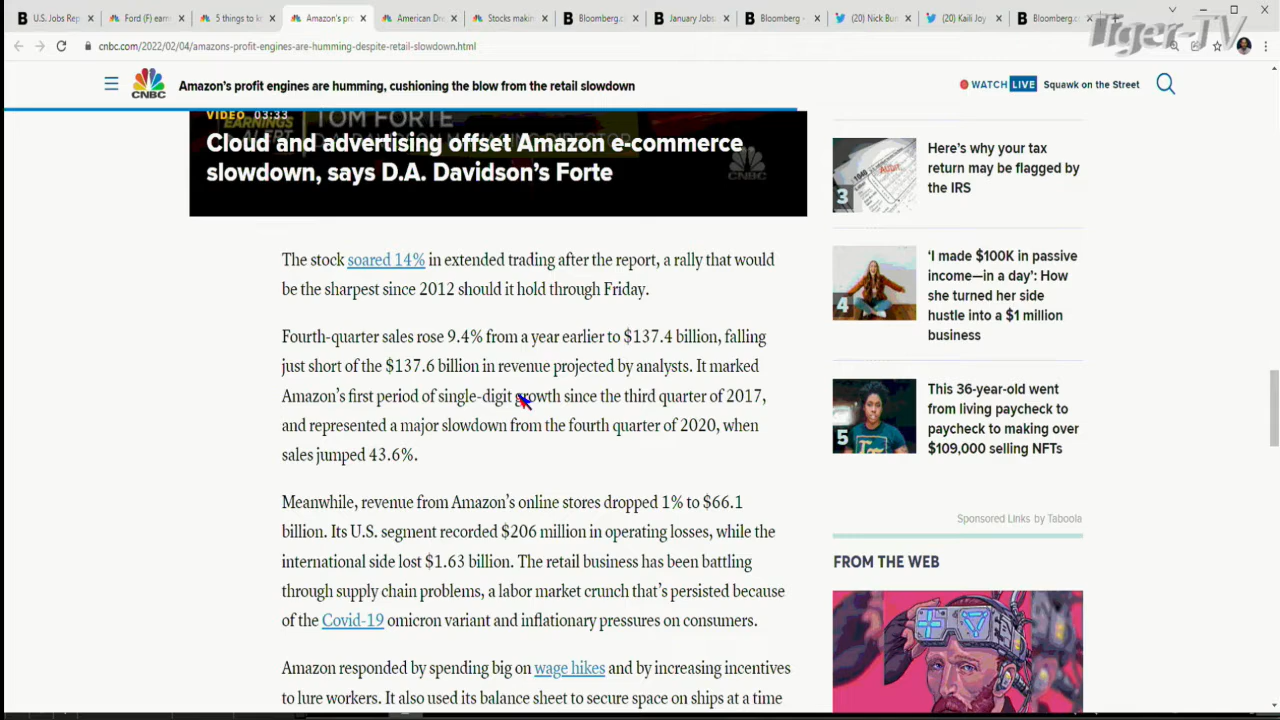 U.S. Jobs Rep
Ford (F) earn
5 things to k
Amazon's pro
American Dre
Stocks makin
Bloomberg.c
January Jobs
Bloomberg -
(20) Nick Bun
(20) Kaili Joy
Bloomberg.c
Tiger-TV
cnbc.com/2022/02/04/amazons-profit-engines-are-humming-despite-retail-slowdown.html
CNBC
Amazon's profit engines are humming, cushioning the blow from the retail slowdown
WATCH LIVE Squawk on the Street
VIDEO 03:33
EARNINGS
ALERT
TOM FORTE
Cloud and advertising offset Amazon e-commerce
slowdown, says D.A. Davidson's Forte
CNBC
The stock soared 14% in extended trading after the report, a rally that would
be the sharpest since 2012 should it hold through Friday.
Fourth-quarter sales rose 9.4% from a year earlier to $137.4 billion, falling
just short of the $137.6 billion in revenue projected by analysts. It marked
Amazon's first period of single-digit growth since the third quarter of 2017,
and represented a major slowdown from the fourth quarter of 2020, when
sales jumped 43.6%.
Meanwhile, revenue from Amazon's online stores dropped 1% to $66.1
billion. Its U.S. segment recorded $206 million in operating losses, while the
international side lost $1.63 billion. The retail business has been battling
through supply chain problems, a labor market crunch that's persisted because
of the Covid-19 omicron variant and inflationary pressures on consumers.
Amazon responded by spending big on wage hikes and by increasing incentives
to lure workers. It also used its balance sheet to secure space on ships at a time
3
Here's why your tax
return may be flagged by
the IRS
4
'I made $100K in passive
income—in a day': How
she turned her side
hustle into a $1 million
business
5
This 36-year-old went
from living paycheck to
paycheck to making over
$109,000 selling NFTs
Sponsored Links by Taboola
FROM THE WEB